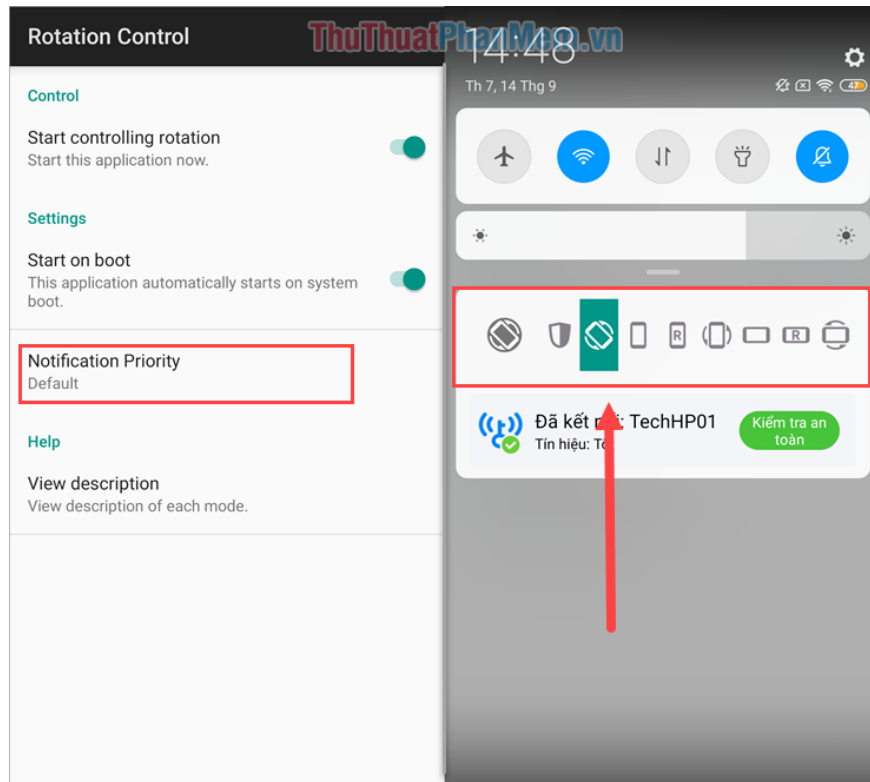 Rotation Control
ThuThuatPhanMem.vn
Control
Start controlling rotation
Start this application now.
Settings
Start on boot
This application automatically starts on system
boot.
Notification Priority
Default
Help
View description
View description of each mode.
14:48
Th 7, 14 Thg 9
47
R
R
Đã kết TechHP01
Tín hiệu:
Kiểm tra an
toàn